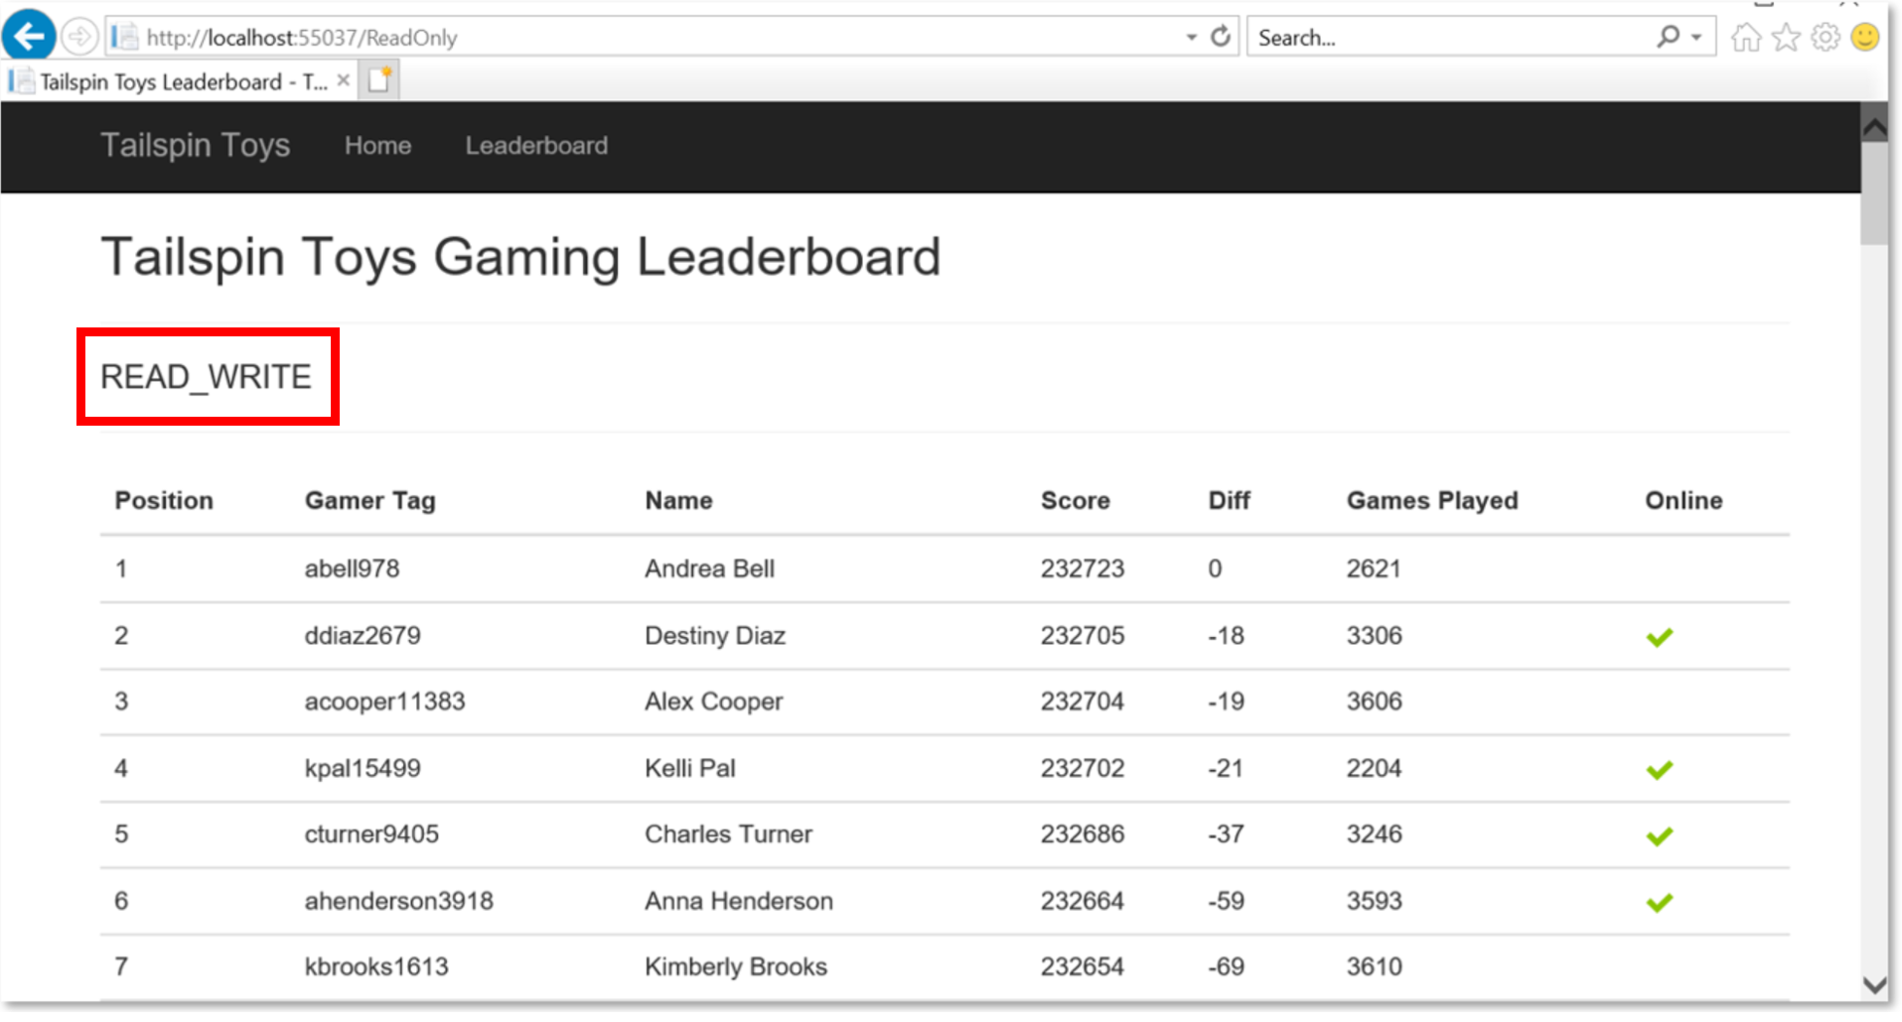 http://localhost:55037/ReadOnly
Search...
Tailspin Toys Leaderboard - T...
Tailspin Toys Home Leaderboard
Tailspin Toys Gaming Leaderboard
READ_WRITE
Position Gamer Tag Name Score Diff Games Played Online
1 abell978 Andrea Bell 232723 0 2621
2 ddiaz2679 Destiny Diaz 232705 -18 3306
3 acooper11383 Alex Cooper 232704 -19 3606
4 kpal15499 Kelli Pal 232702 -21 2204
5 cturner9405 Charles Turner 232686 -37 3246
6 ahenderson3918 Anna Henderson 232664 -59 3593
7 kbrooks1613 Kimberly Brooks 232654 -69 3610